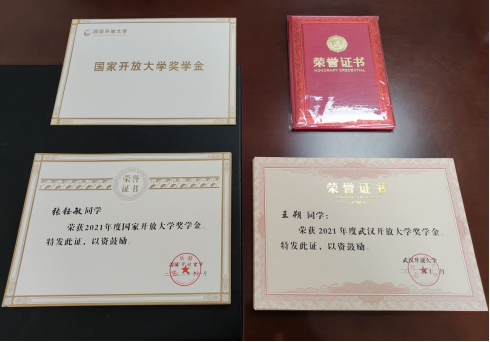 国家开放大学
国家开放大学奖学金
荣誉证书
HONORARY CREDENTIAL
荣誉
证书
张钰敏 同学
荣获2021年度国家开放大学奖学金
特发此证，以资鼓励。
荣誉证书
王朔 同学：
荣获2021年度武汉开放大学奖学金
特发此证，以资鼓励。
武汉开放大学